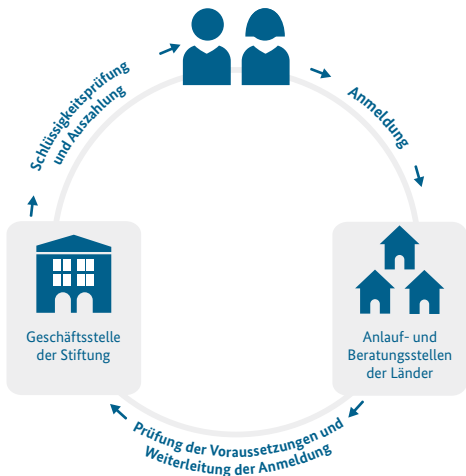 Schlüssigkeitsprüfung
und Auszahlung
Anmeldung
Geschäftsstelle
der Stiftung
Anlauf- und
Beratungsstellen
der Länder
Prüfung der Voraussetzungen und
Weiterleitung der Anmeldung